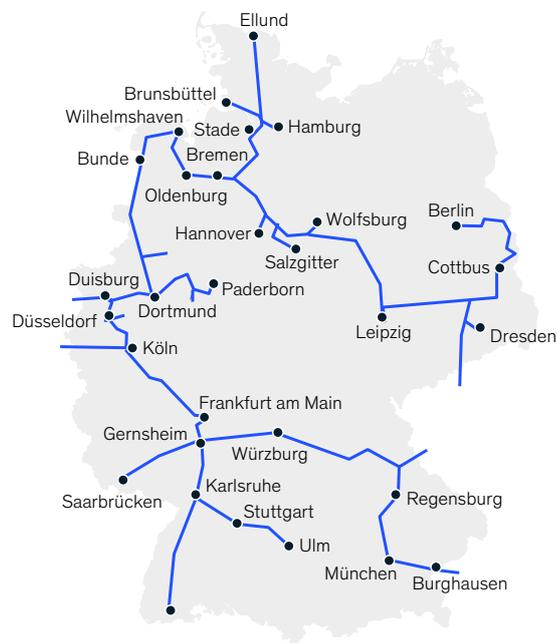 Ellund
Brunsbüttel
Wilhelmshaven
Stade
Hamburg
Bunde
Bremen
Oldenburg
Wolfsburg
Berlin
Hannover
Salzgitter
Cottbus
Duisburg
Paderborn
Dortmund
Düsseldorf
Leipzig
Dresden
Köln
Frankfurt am Main
Gernsheim
Würzburg
Saarbrücken
Karlsruhe
Regensburg
Stuttgart
Ulm
München
Burghausen